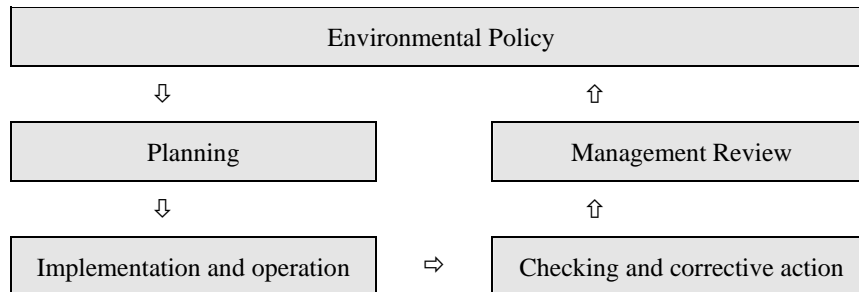 Environmental Policy
⇩ ⇧
Planning Management Review
⇩ ⇧
Implementation and operation ⇨ Checking and corrective action